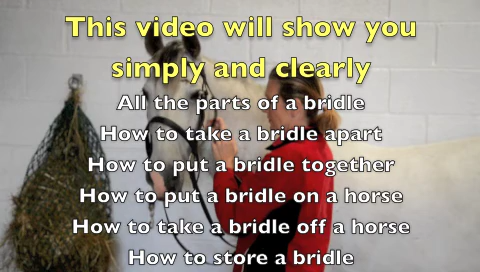 This video will show you
simply and clearly
All the parts of a bridle
How to take a bridle apart
How to put a bridle together
How to put a bridle on a horse
How to take a bridle off a horse
How to store a bridle